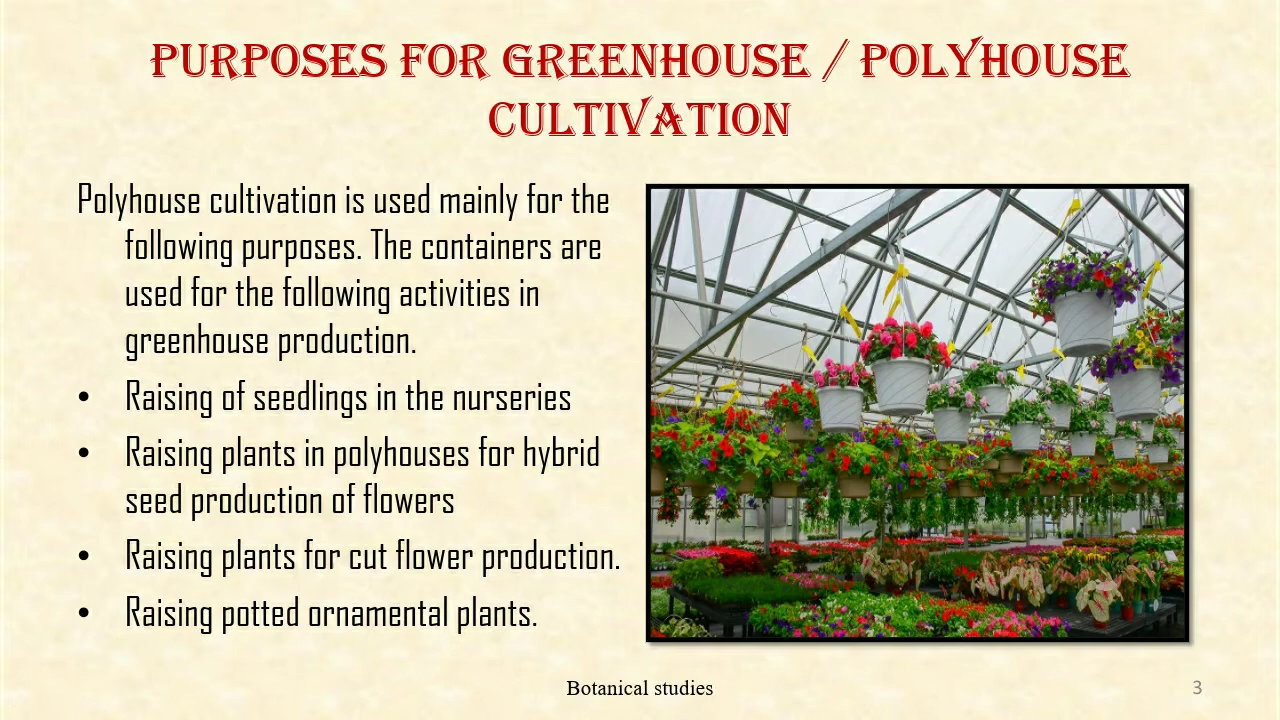 PURPOSES FOR GREENHOUSE / POLYHOUSE
CULTIVATION
Polyhouse cultivation is used mainly for the
following purposes. The containers are
used for the following activities in
greenhouse production.
• Raising of seedlings in the nurseries
• Raising plants in polyhouses for hybrid
seed production of flowers
• Raising plants for cut flower production.
• Raising potted ornamental plants.
Botanical studies
3